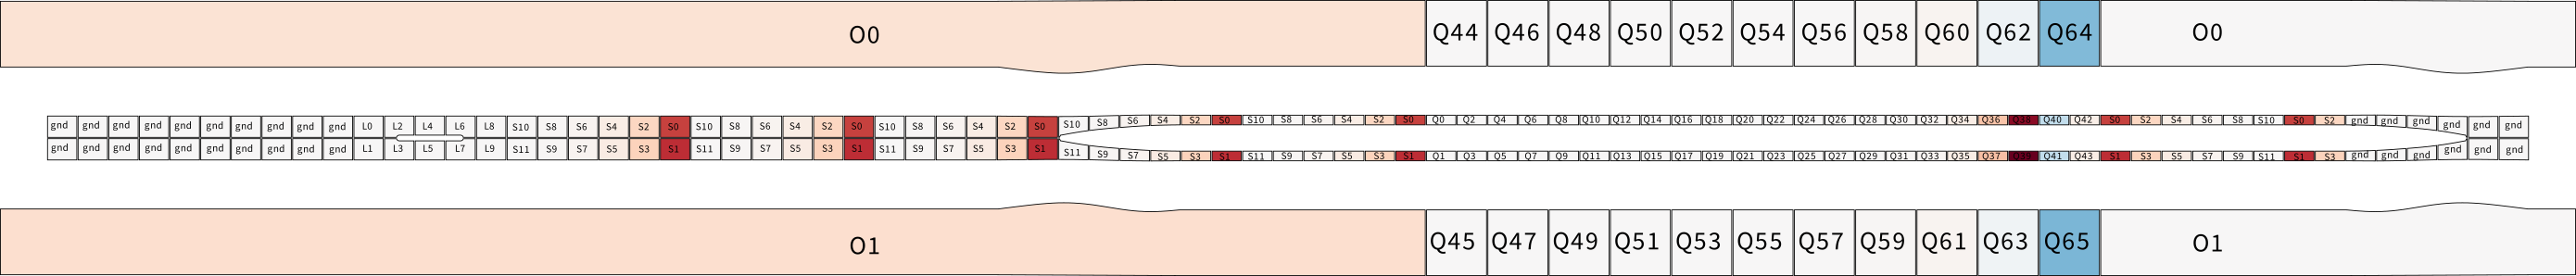 O0 Q44 Q46 Q48 Q50 Q52 Q54 Q56 Q58 Q60 Q62 Q64 O0
gnd gnd gnd gnd gnd gnd gnd gnd gnd gnd L0 L2 L4 L6 L8 S10 S8 S6 S4 S2 S0 S10 S8 S6 S4 S2 S0 S10 S8 S6 S4 S2 S0 S10 S8 S6 S4 S2 S0 S10 S8 S6 S4 S2 S0 Q0 Q2 Q4 Q6 Q8 Q10 Q12 Q14 Q16 Q18 Q20 Q22 Q24 Q26 Q28 Q30 Q32 Q34 Q36 Q38 Q40 Q42 S0 S2 S4 S6 S8 S10 S0 S2 gnd gnd gnd gnd gnd gnd
gnd gnd gnd gnd gnd gnd gnd gnd gnd gnd L1 L3 L5 L7 L9 S11 S9 S7 S5 S3 S1 S11 S9 S7 S5 S3 S1 S11 S9 S7 S5 S3 S1 S11 S9 S7 S5 S3 S1 S11 S9 S7 S5 S3 S1 Q1 Q3 Q5 Q7 Q9 Q11 Q13 Q15 Q17 Q19 Q21 Q23 Q25 Q27 Q29 Q31 Q33 Q35 Q37 Q39 Q41 Q43 S1 S3 S5 S7 S9 S11 S1 S3 gnd gnd gnd gnd gnd gnd
O1 Q45 Q47 Q49 Q51 Q53 Q55 Q57 Q59 Q61 Q63 Q65 O1